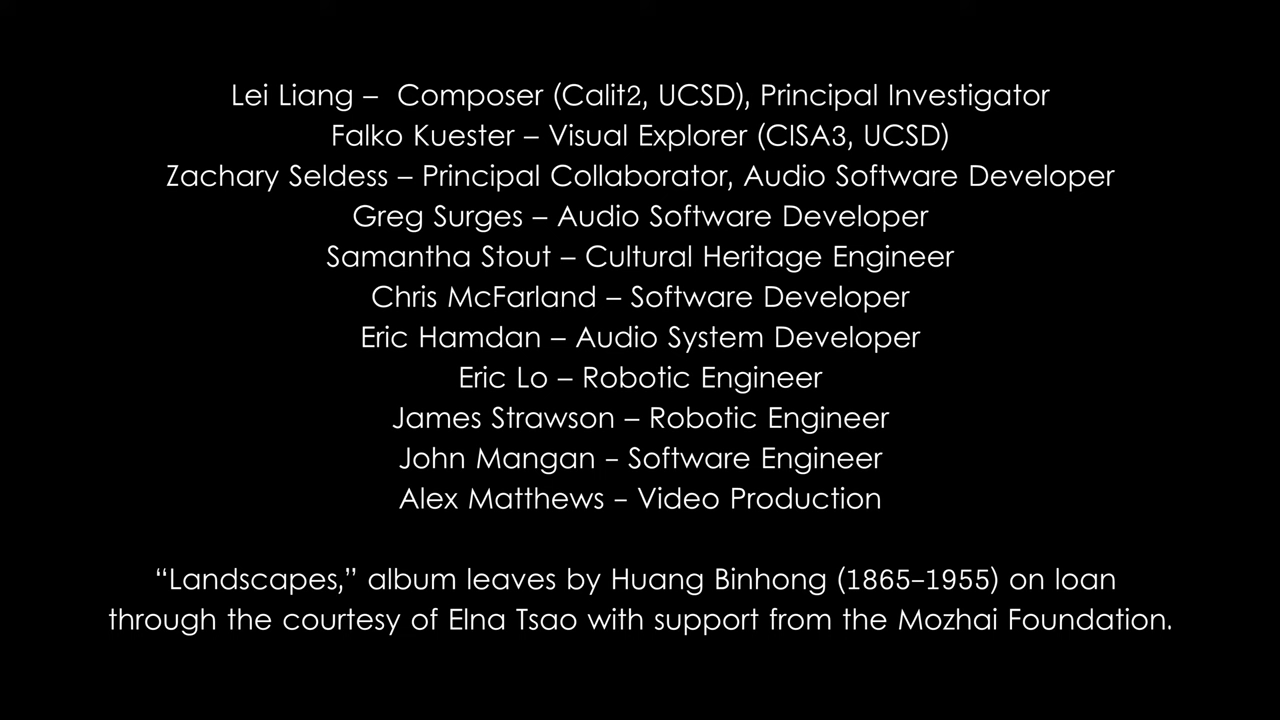 Lei Liang –  Composer (Calit2, UCSD), Principal Investigator
Falko Kuester – Visual Explorer (CISA3, UCSD)
Zachary Seldess – Principal Collaborator, Audio Software Developer
Greg Surges – Audio Software Developer
Samantha Stout – Cultural Heritage Engineer
Chris McFarland – Software Developer
Eric Hamdan – Audio System Developer
Eric Lo – Robotic Engineer
James Strawson – Robotic Engineer
John Mangan - Software Engineer
Alex Matthews - Video Production
“Landscapes,” album leaves by Huang Binhong (1865-1955) on loan
through the courtesy of Elna Tsao with support from the Mozhai Foundation.